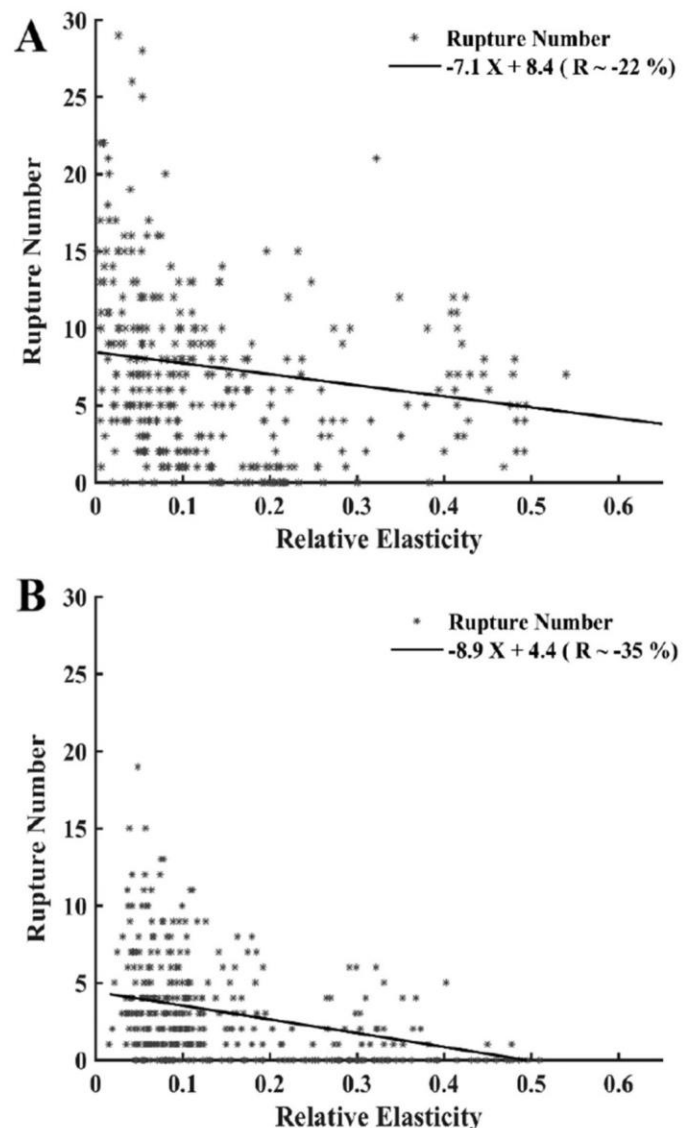 A
30
25
20
15
10
5
0
Rupture Number
* Rupture Number
-7.1 X + 8.4 ( R ~ -22 %)
0 0.1 0.2 0.3 0.4 0.5 0.6
Relative Elasticity
B
30
25
20
15
10
5
0
Rupture Number
* Rupture Number
-8.9 X + 4.4 ( R ~ -35 %)
0 0.1 0.2 0.3 0.4 0.5 0.6
Relative Elasticity